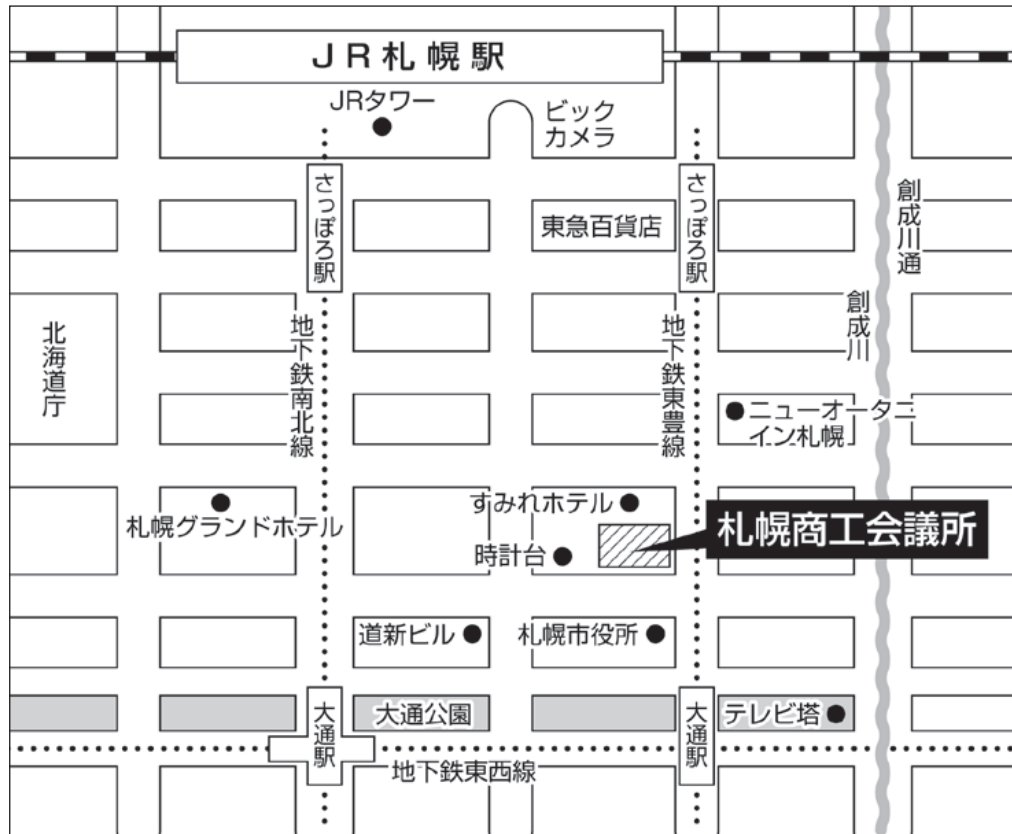 JR札幌駅
JRタワー
ビック
カメラ
さっぽろ駅
東急百貨店
さっぽろ駅
創成川通
北海道庁
地下鉄南北線
地下鉄東豊線
創成川
ニューオータニ
イン札幌
札幌グランドホテル
すみれホテル
時計台
札幌商工会議所
道新ビル
札幌市役所
大通駅
大通公園
大通駅
テレビ塔
地下鉄東西線